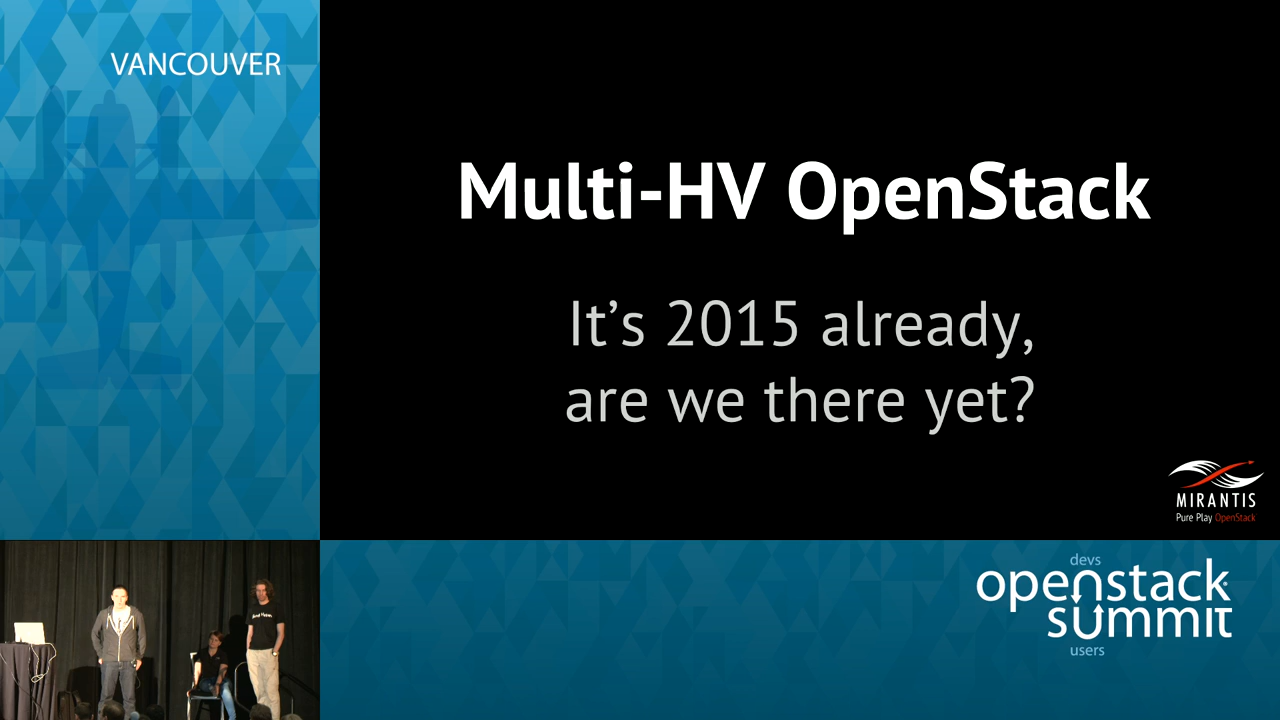 VANCOUVER
Multi-HV OpenStack
It's 2015 already,
are we there yet?
MIRANTIS
Pure Play OpenStack
devs
openstack
summit
users